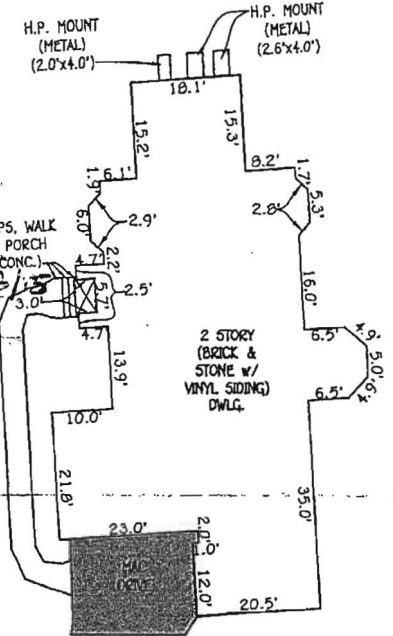 H.P. MOUNT
(METAL)
(2.0'x4.0')
H.P. MOUNT
(METAL)
(2.6'x4.0')
18.1'
15.2'
15.3'
1.9'
6.1'
8.2'
1.7'
5.3'
6.0'
2.9'
2.8'
PS, WALK
PORCH
CONC.)
2.2'
4.7'
3.0'
5.7'
2.5'
4.7'
16.0'
13.9'
2 STORY
(BRICK &
STONE W/
VINYL SIDING)
DWLG.
6.5'
5.0'
6.5'
10.0'
21.8'
35.0'
23.0'
2.0'
1.9'
MAC
DRIVE
12.0'
20.5'